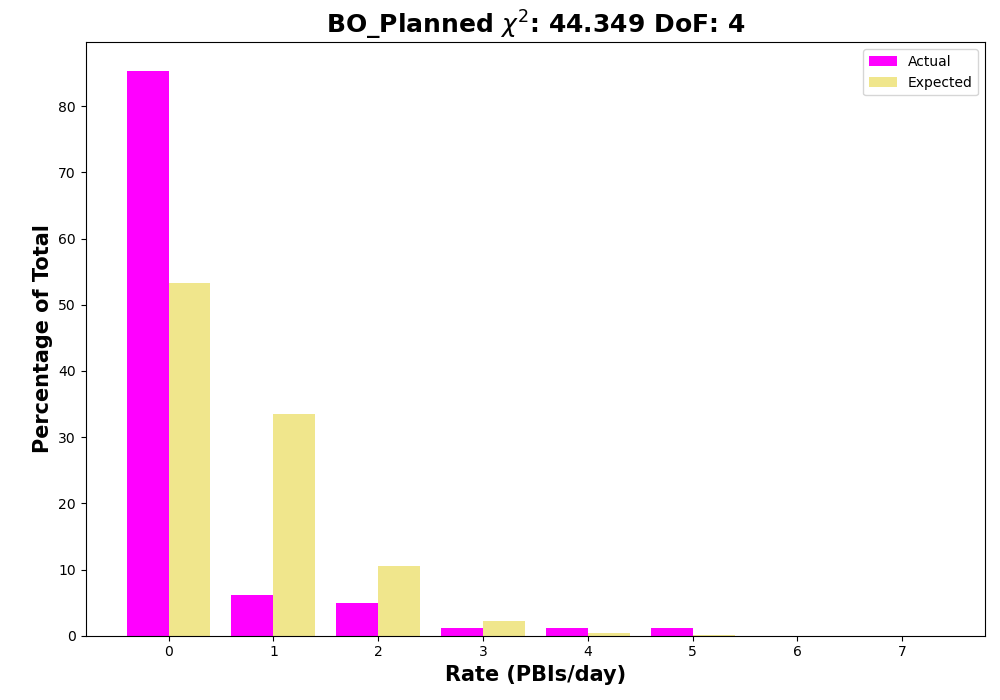 BO_Planned χ²: 44.349 DoF: 4
Actual
Expected
Percentage of Total
80
70
60
50
40
30
20
10
0
0 1 2 3 4 5 6 7
Rate (PBIs/day)